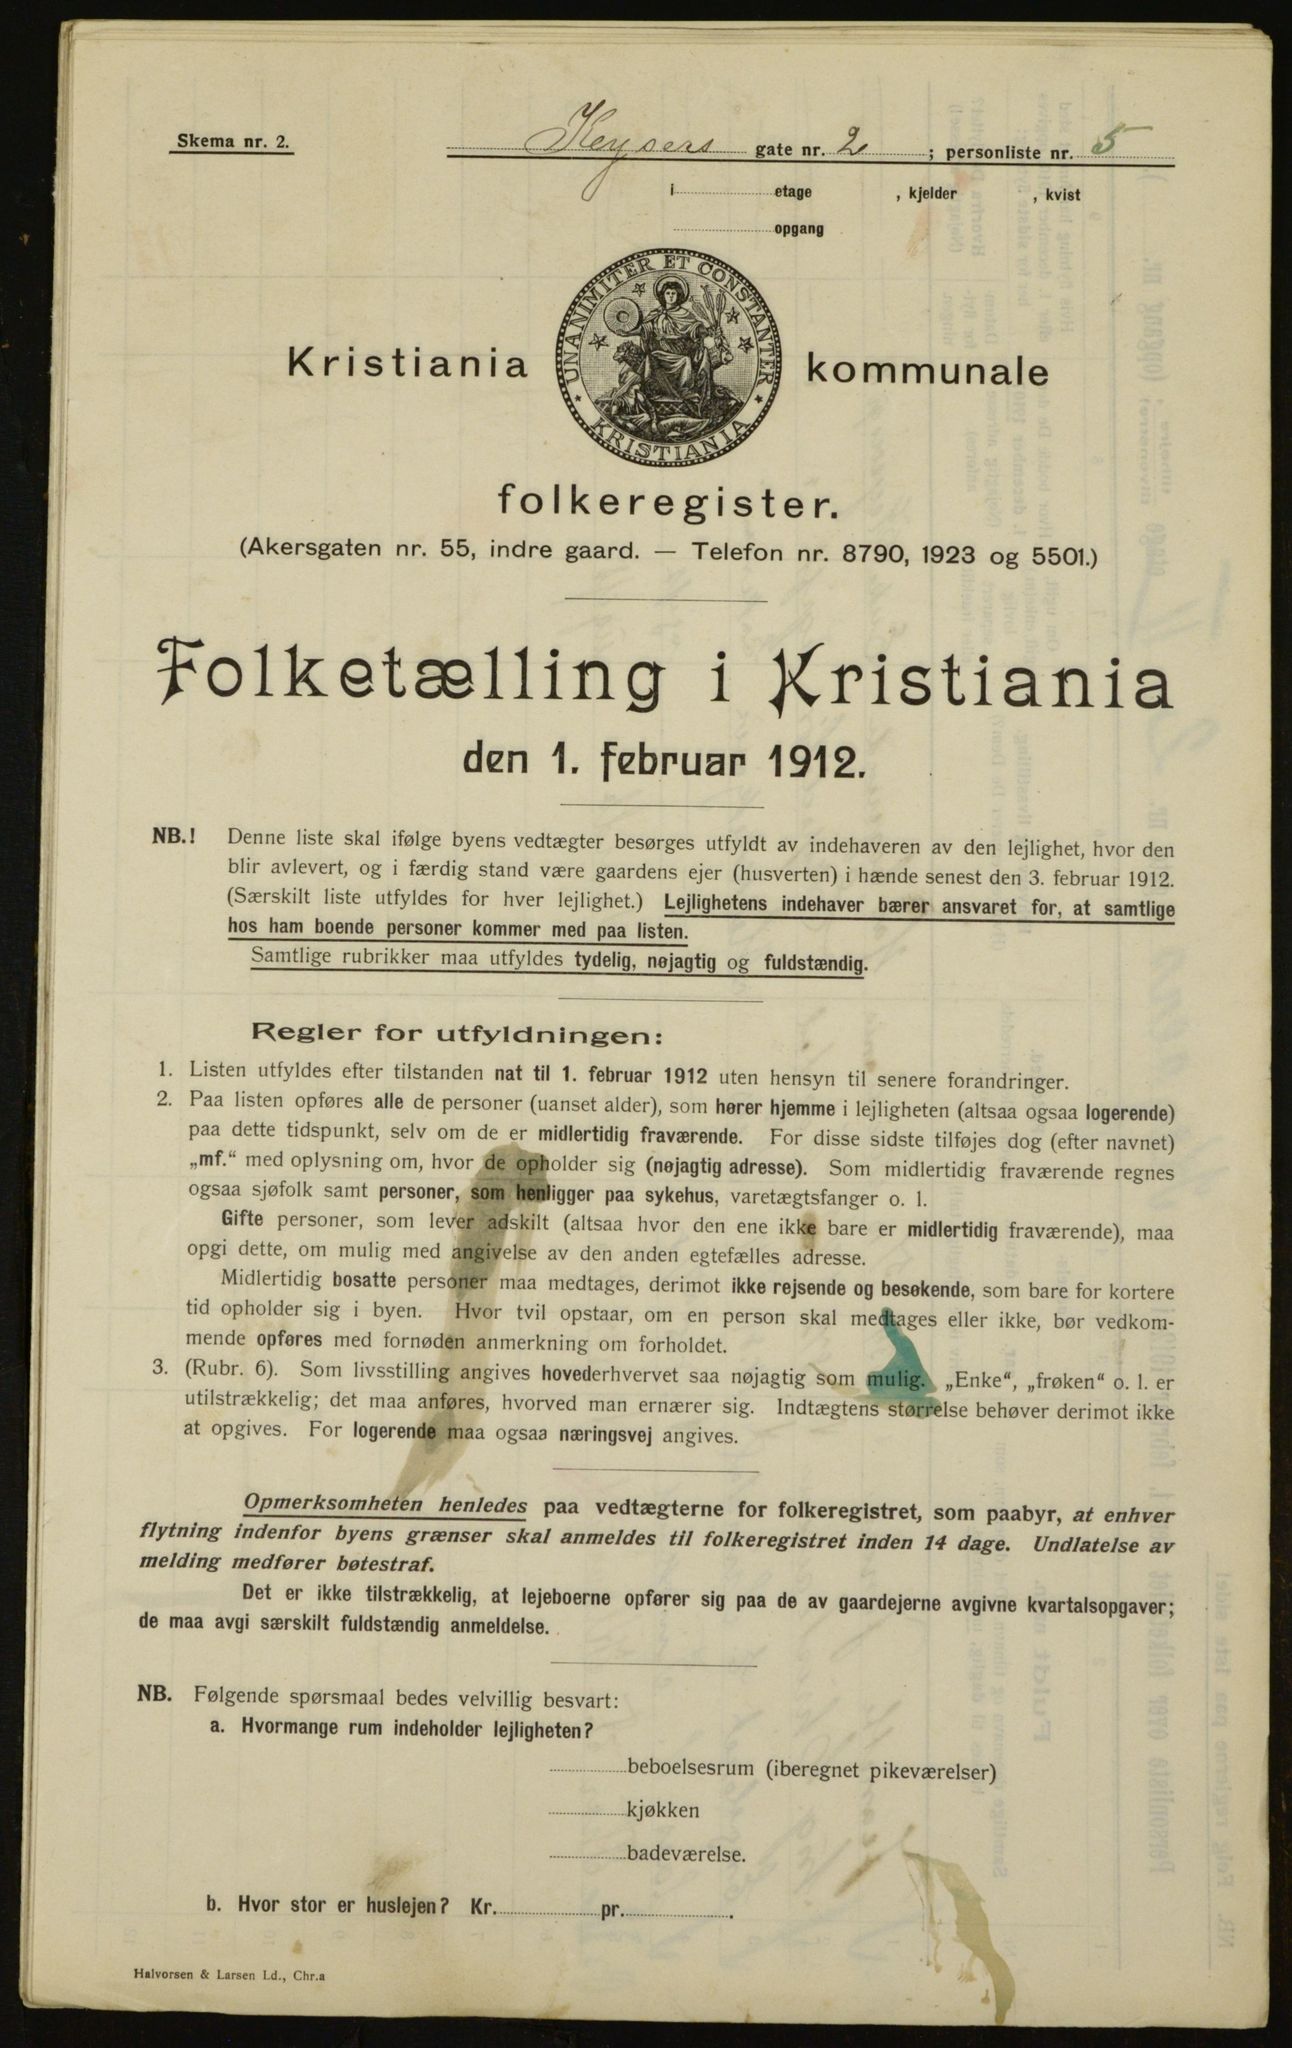 Skema nr. 2.
Keysers gate nr. 2 ; personliste nr. 5
i etage , kjelder , kvist
opgang
UNANIMITER ET CONSTANTER
KRISTIANIA
Kristiania kommunale
folkeregister.
(Akersgaten nr. 55, indre gaard. — Telefon nr. 8790, 1923 og 5501.)
Folketælling i Kristiania
den 1. februar 1912.
NB.! Denne liste skal ifølge byens vedtægter besørges utfyldt av indehaveren av den lejlighet, hvor den
blir avlevert, og i færdig stand være gaardens ejer (husverten) i hænde senest den 3. februar 1912.
(Særskilt liste utfyldes for hver lejlighet.) Lejlighetens indehaver bærer ansvaret for, at samtlige
hos ham boende personer kommer med paa listen.
Samtlige rubrikker maa utfyldes tydelig, nøjagtig og fuldstændig.
Regler for utfyldningen:
1. Listen utfyldes efter tilstanden nat til 1. februar 1912 uten hensyn til senere forandringer.
2. Paa listen opføres alle de personer (uanset alder), som hører hjemme i lejligheten (altsaa ogsaa logerende)
paa dette tidspunkt, selv om de er midlertidig fraværende. For disse sidste tilføjes dog (efter navnet)
„mf.“ med oplysning om, hvor de opholder sig (nøjagtig adresse). Som midlertidig fraværende regnes
ogsaa sjøfolk samt personer, som henligger paa sykehus, varetægtsfanger o. l.
Gifte personer, som lever adskilt (altsaa hvor den ene ikke bare er midlertidig fraværende), maa
opgi dette, om mulig med angivelse av den anden egtefælles adresse.
Midlertidig bosatte personer maa medtages, derimot ikke rejsende og besøkende, som bare for kortere
tid opholder sig i byen. Hvor tvil opstaar, om en person skal medtages eller ikke, bør vedkom-
mende opføres med fornøden anmerkning om forholdet.
3. (Rubr. 6). Som livsstilling angives hovederhvervet saa nøjagtig som mulig. „Enke“, „frøken“ o. l. er
utilstrækkelig; det maa anføres, hvorved man ernærer sig. Indtægtens størrelse behøver derimot ikke
at opgives. For logerende maa ogsaa næringsvej angives.
Opmerksomheten henledes paa vedtægterne for folkeregistret, som paabyr, at enhver
flytning indenfor byens grænser skal anmeldes til folkeregistret inden 14 dage. Undlatelse av
melding medfører bøtestraf.
Det er ikke tilstrækkelig, at lejeboerne opfører sig paa de av gaardejerne avgivne kvartalsopgaver;
de maa avgi særskilt fuldstændig anmeldelse.
NB. Følgende spørsmaal bedes velvillig besvart:
a. Hvormange rum indeholder lejligheten?
beboelsesrum (iberegnet pikeværelser)
kjøkken
badeværelse.
b. Hvor stor er huslejen? Kr. pr. .
Halvorsen & Larsen Ld., Chr.a